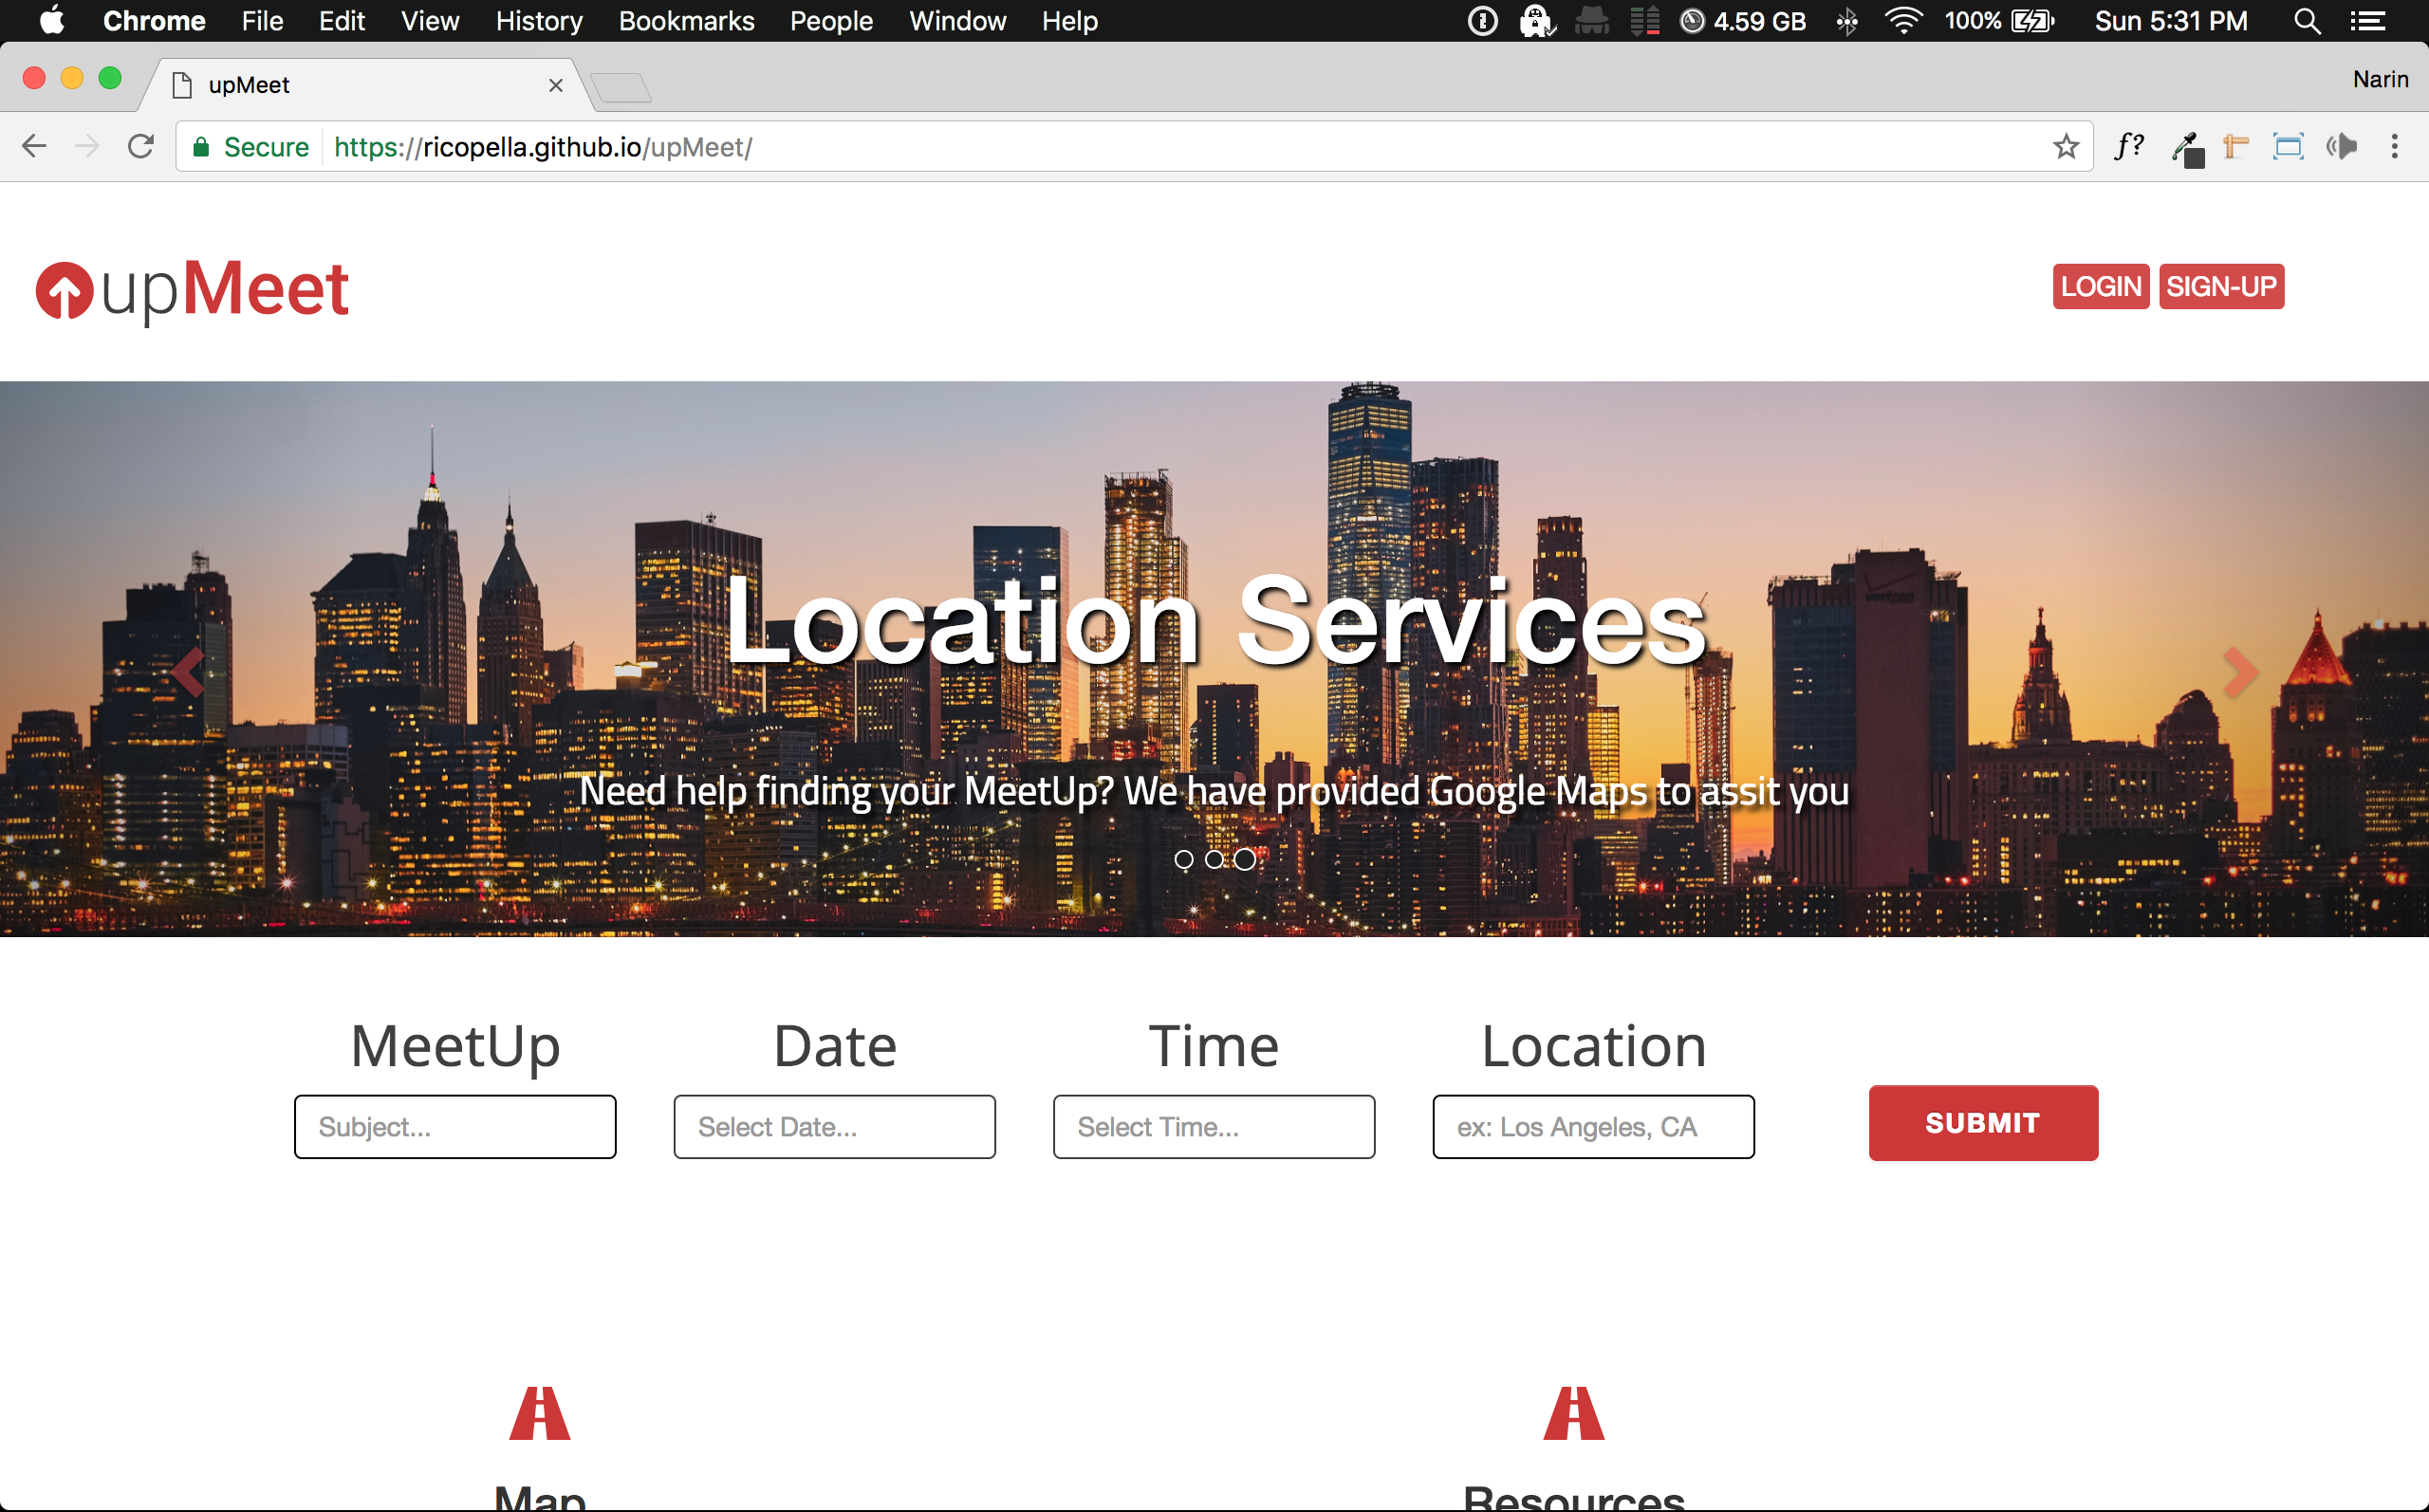 Chrome File Edit View History Bookmarks People Window Help 4.59 GB 100% Sun 5:31 PM
upMeet Narin
Secure https://ricopella.github.io/upMeet/ f?
upMeet LOGIN SIGN-UP
verizon
Location Services
Need help finding your MeetUp? We have provided Google Maps to assit you
MeetUp Date Time Location
Subject... Select Date... Select Time... ex: Los Angeles, CA SUBMIT
Map Resources